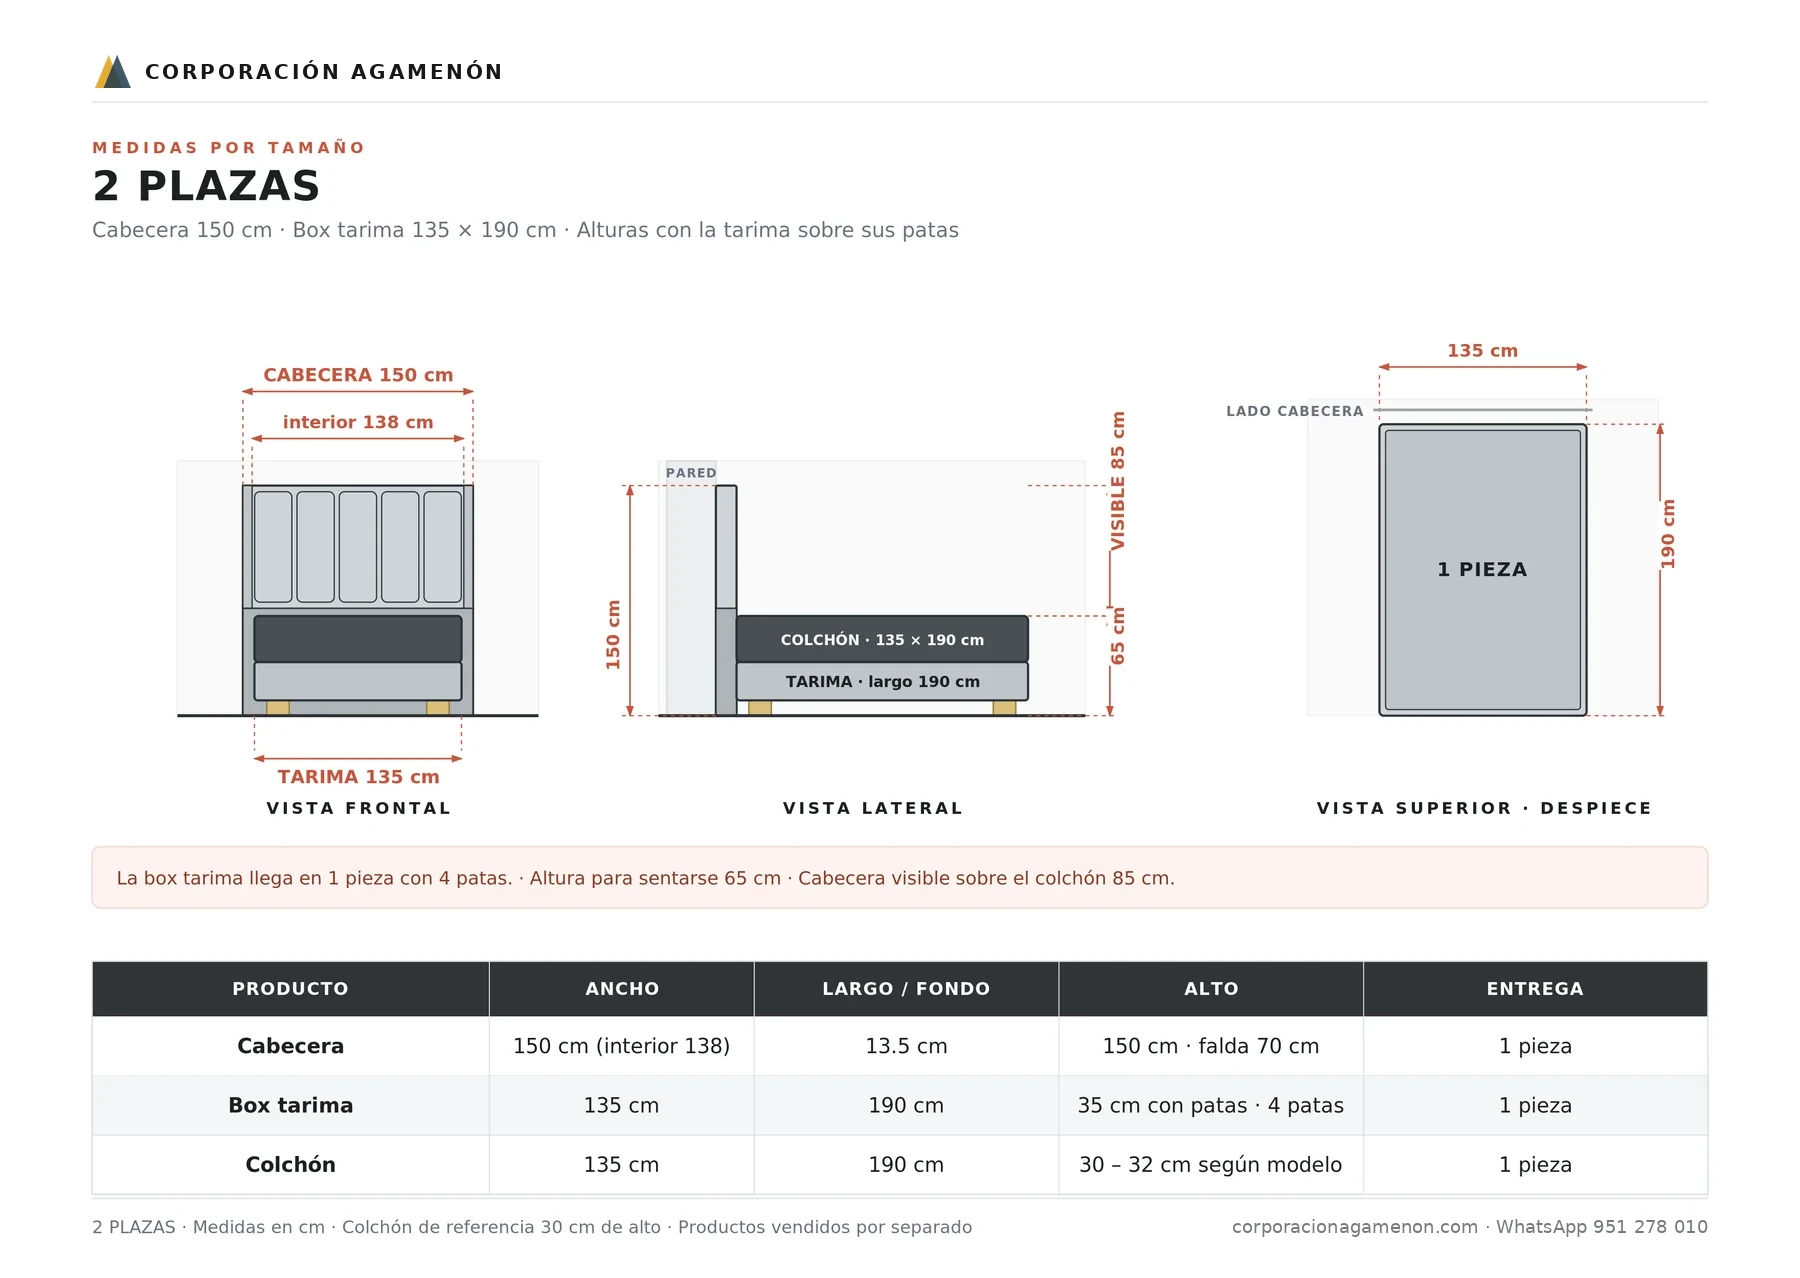 CORPORACIÓN AGAMENÓN
MEDIDAS POR TAMAÑO
2 PLAZAS
Cabecera 150 cm · Box tarima 135 × 190 cm · Alturas con la tarima sobre sus patas
CABECERA 150 cm
interior 138 cm
TARIMA 135 cm
VISTA FRONTAL
PARED
150 cm
COLCHÓN · 135 × 190 cm
TARIMA · largo 190 cm
VISIBLE 85 cm
65 cm
VISTA LATERAL
135 cm
LADO CABECERA
1 PIEZA
190 cm
VISTA SUPERIOR · DESPIECE
La box tarima llega en 1 pieza con 4 patas. · Altura para sentarse 65 cm · Cabecera visible sobre el colchón 85 cm.
PRODUCTO ANCHO LARGO / FONDO ALTO ENTREGA
Cabecera 150 cm (interior 138) 13.5 cm 150 cm · falda 70 cm 1 pieza
Box tarima 135 cm 190 cm 35 cm con patas · 4 patas 1 pieza
Colchón 135 cm 190 cm 30 – 32 cm según modelo 1 pieza
2 PLAZAS · Medidas en cm · Colchón de referencia 30 cm de alto · Productos vendidos por separado
corporacionagamenon.com · WhatsApp 951 278 010